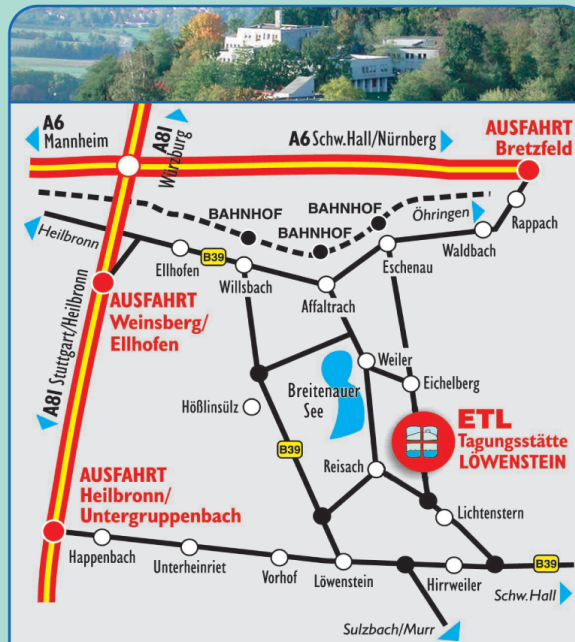 A6
Mannheim
A81
Würzburg
A6 Schw.Hall/Nürnberg
AUSFAHRT
Bretzfeld
BAHNHOF
BAHNHOF
BAHNHOF
Öhringen
Rappach
Waldbach
Heilbronn
Ellhofen
B39
Willsbach
Eschenau
Affaltrach
AUSFAHRT
Weinsberg/
Ellhofen
A81 Stuttgart/Heilbronn
Weiler
Eichelberg
Breitenauer
See
Hößlinsülz
B39
ETL
Tagungsstätte
LÖWENSTEIN
Reisach
AUSFAHRT
Heilbronn/
Untergruppenbach
Lichtenstern
Happenbach
Unterheinriet
Vorhof
Löwenstein
Hirrweiler
B39
Schw.Hall
Sulzbach/Murr